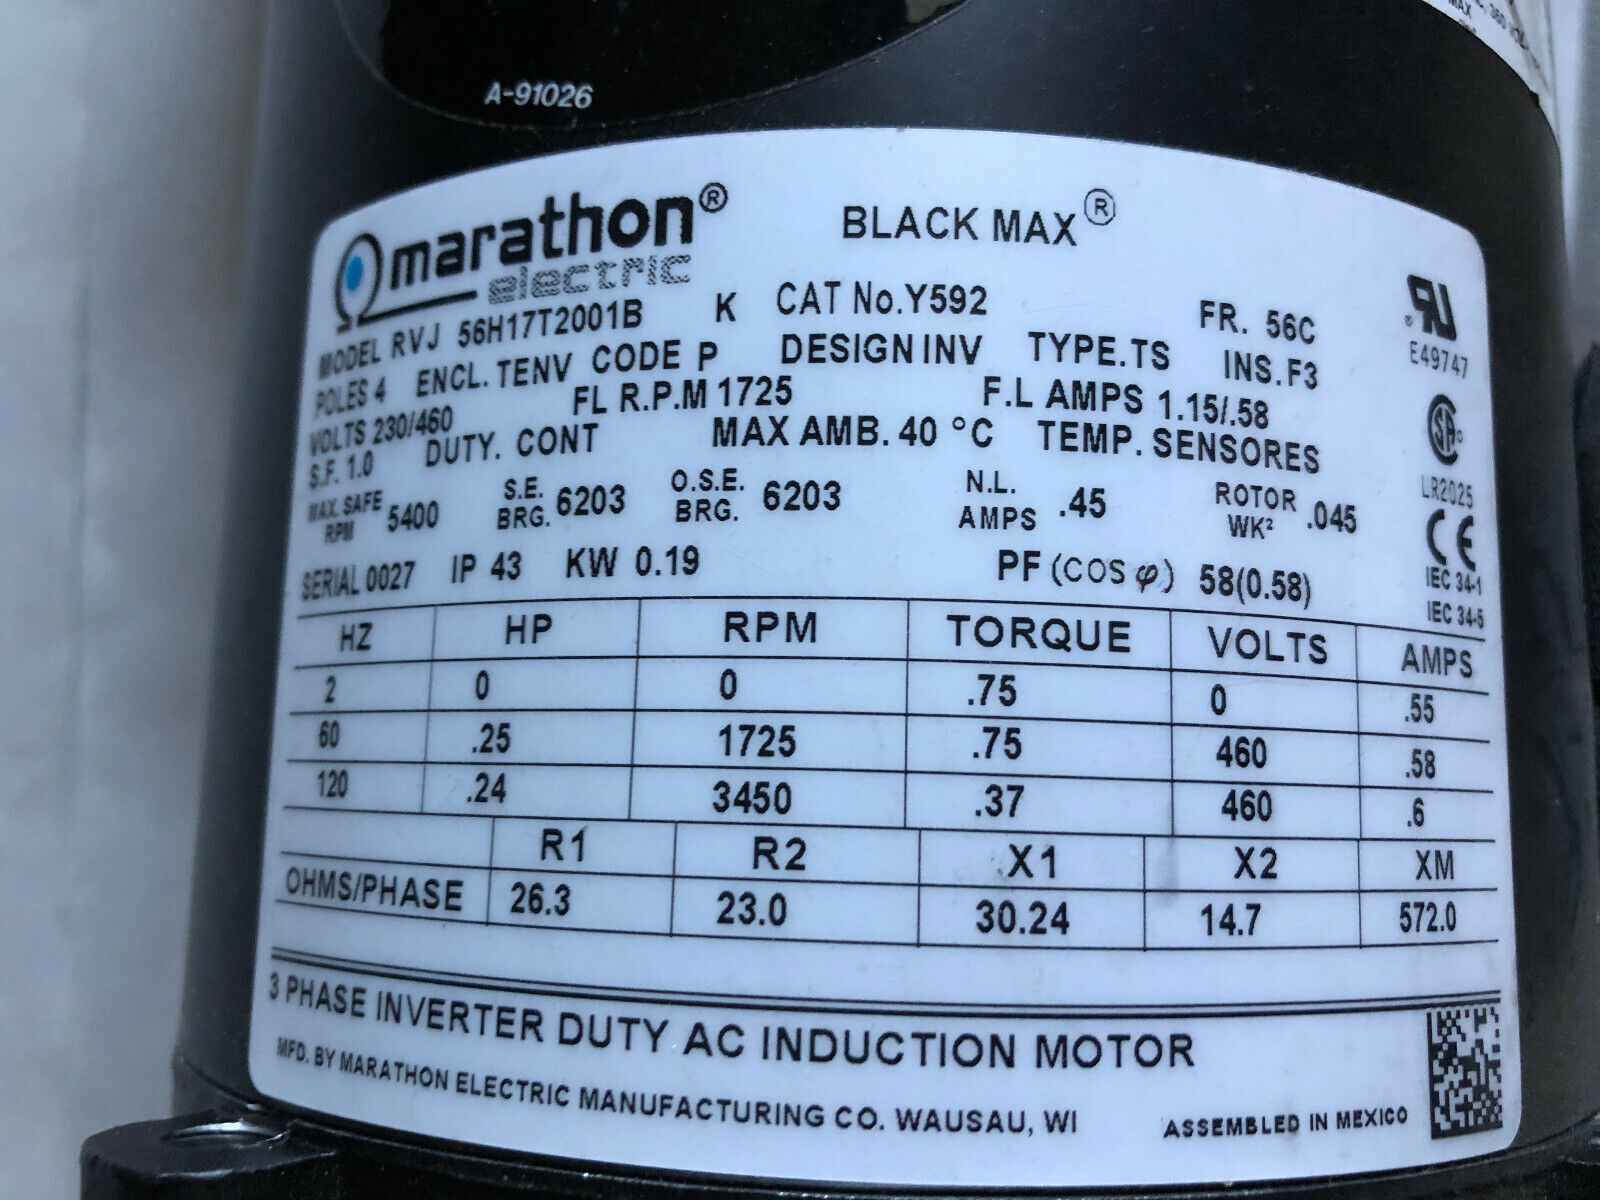 A-91026
marathon®
electric
BLACK MAX®
MODEL RVJ 56H17T2001B K CAT No.Y592 FR. 56C
POLES 4 ENCL. TENV CODE P DESIGN INV TYPE.TS INS.F3
VOLTS 230/460 FL R.P.M 1725 F.L AMPS 1.15/.58
S.F. 1.0 DUTY. CONT MAX AMB. 40 °C TEMP. SENSORES
MAX. SAFE RPM 5400 S.E. BRG. 6203 O.S.E. BRG. 6203 N.L. AMPS .45 ROTOR WK² .045
SERIAL 0027 IP 43 KW 0.19 PF (COS φ) 58(0.58)
E49747
LR2025
CE
IEC 34-1
IEC 34-5
HZ HP RPM TORQUE VOLTS AMPS
2 0 0 .75 0 .55
60 .25 1725 .75 460 .58
120 .24 3450 .37 460 .6
R1 R2 X1 X2 XM
OHMS/PHASE 26.3 23.0 30.24 14.7 572.0
3 PHASE INVERTER DUTY AC INDUCTION MOTOR
MFD. BY MARATHON ELECTRIC MANUFACTURING CO. WAUSAU, WI
ASSEMBLED IN MEXICO